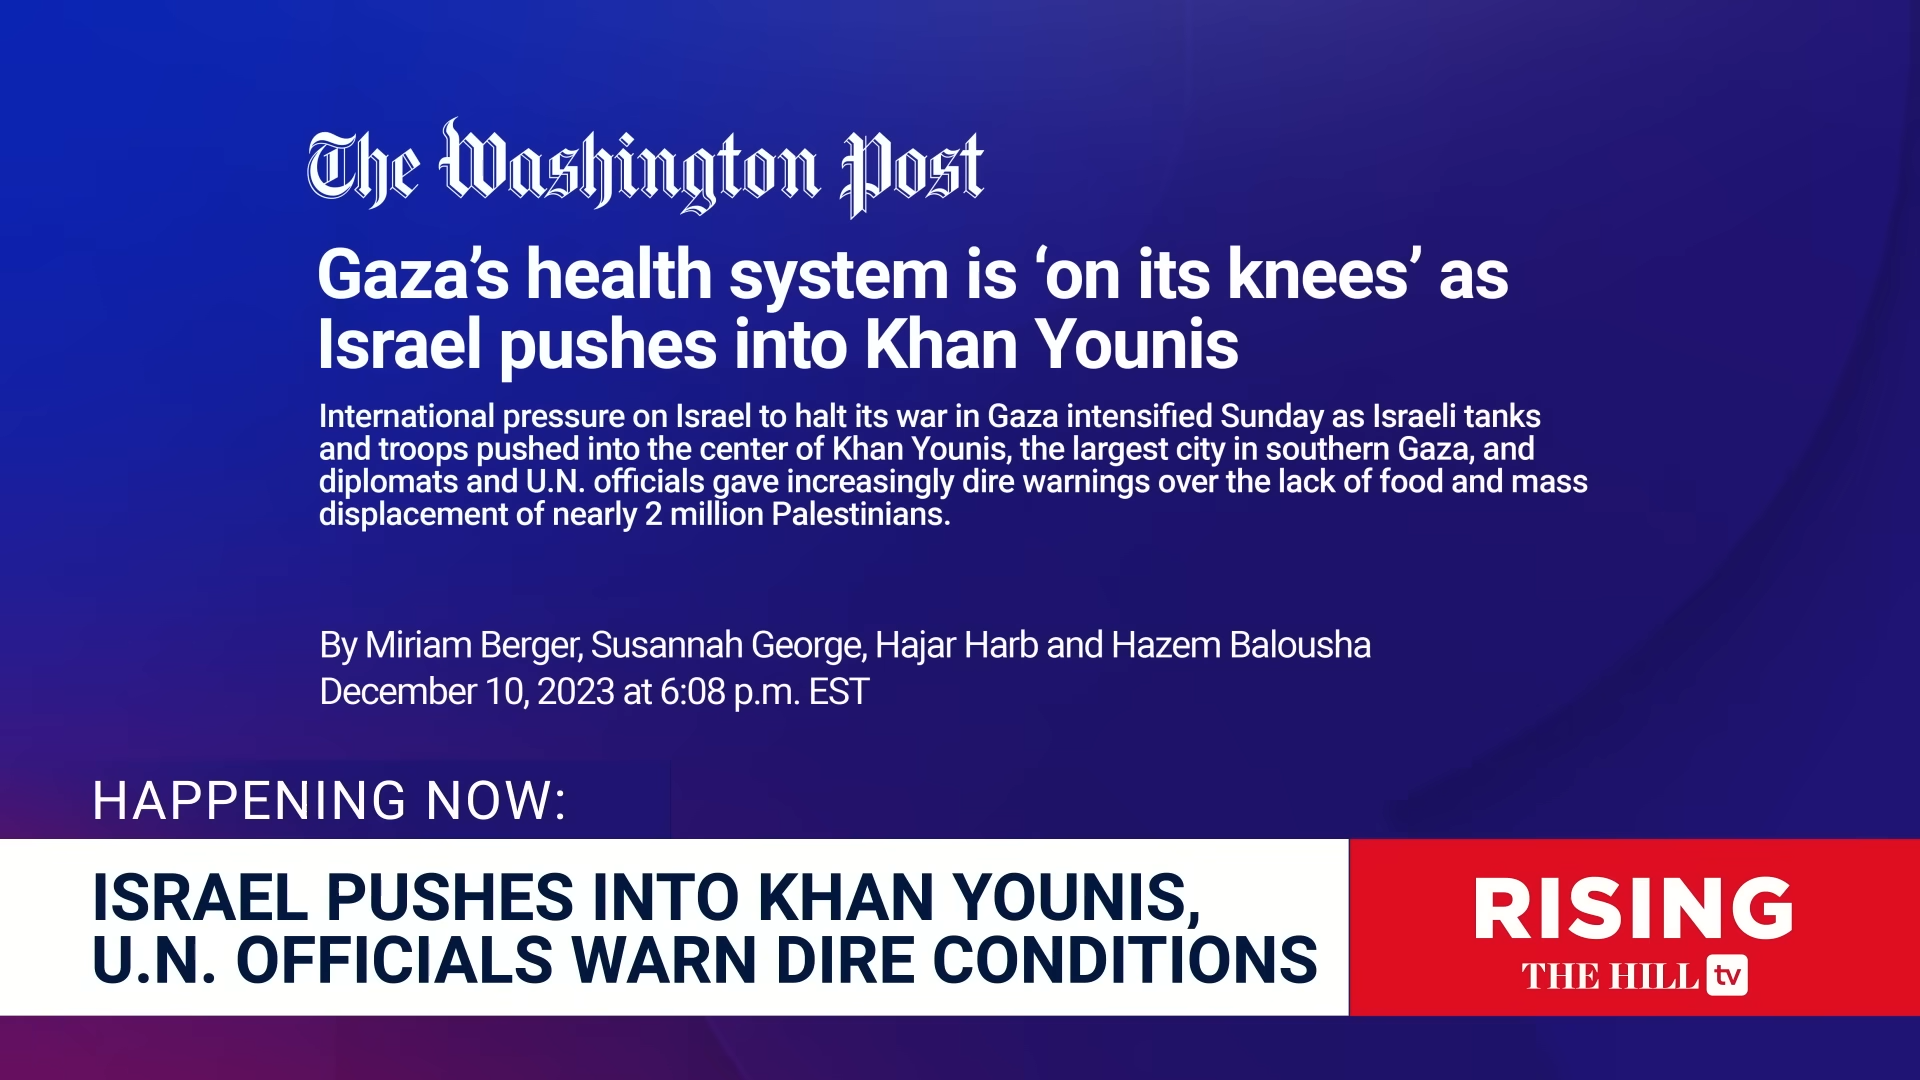 The Washington Post
Gaza’s health system is ‘on its knees’ as
Israel pushes into Khan Younis
International pressure on Israel to halt its war in Gaza intensified Sunday as Israeli tanks
and troops pushed into the center of Khan Younis, the largest city in southern Gaza, and
diplomats and U.N. officials gave increasingly dire warnings over the lack of food and mass
displacement of nearly 2 million Palestinians.
By Miriam Berger, Susannah George, Hajar Harb and Hazem Balousha
December 10, 2023 at 6:08 p.m. EST
HAPPENING NOW:
ISRAEL PUSHES INTO KHAN YOUNIS,
U.N. OFFICIALS WARN DIRE CONDITIONS
RISING
THE HILL tv